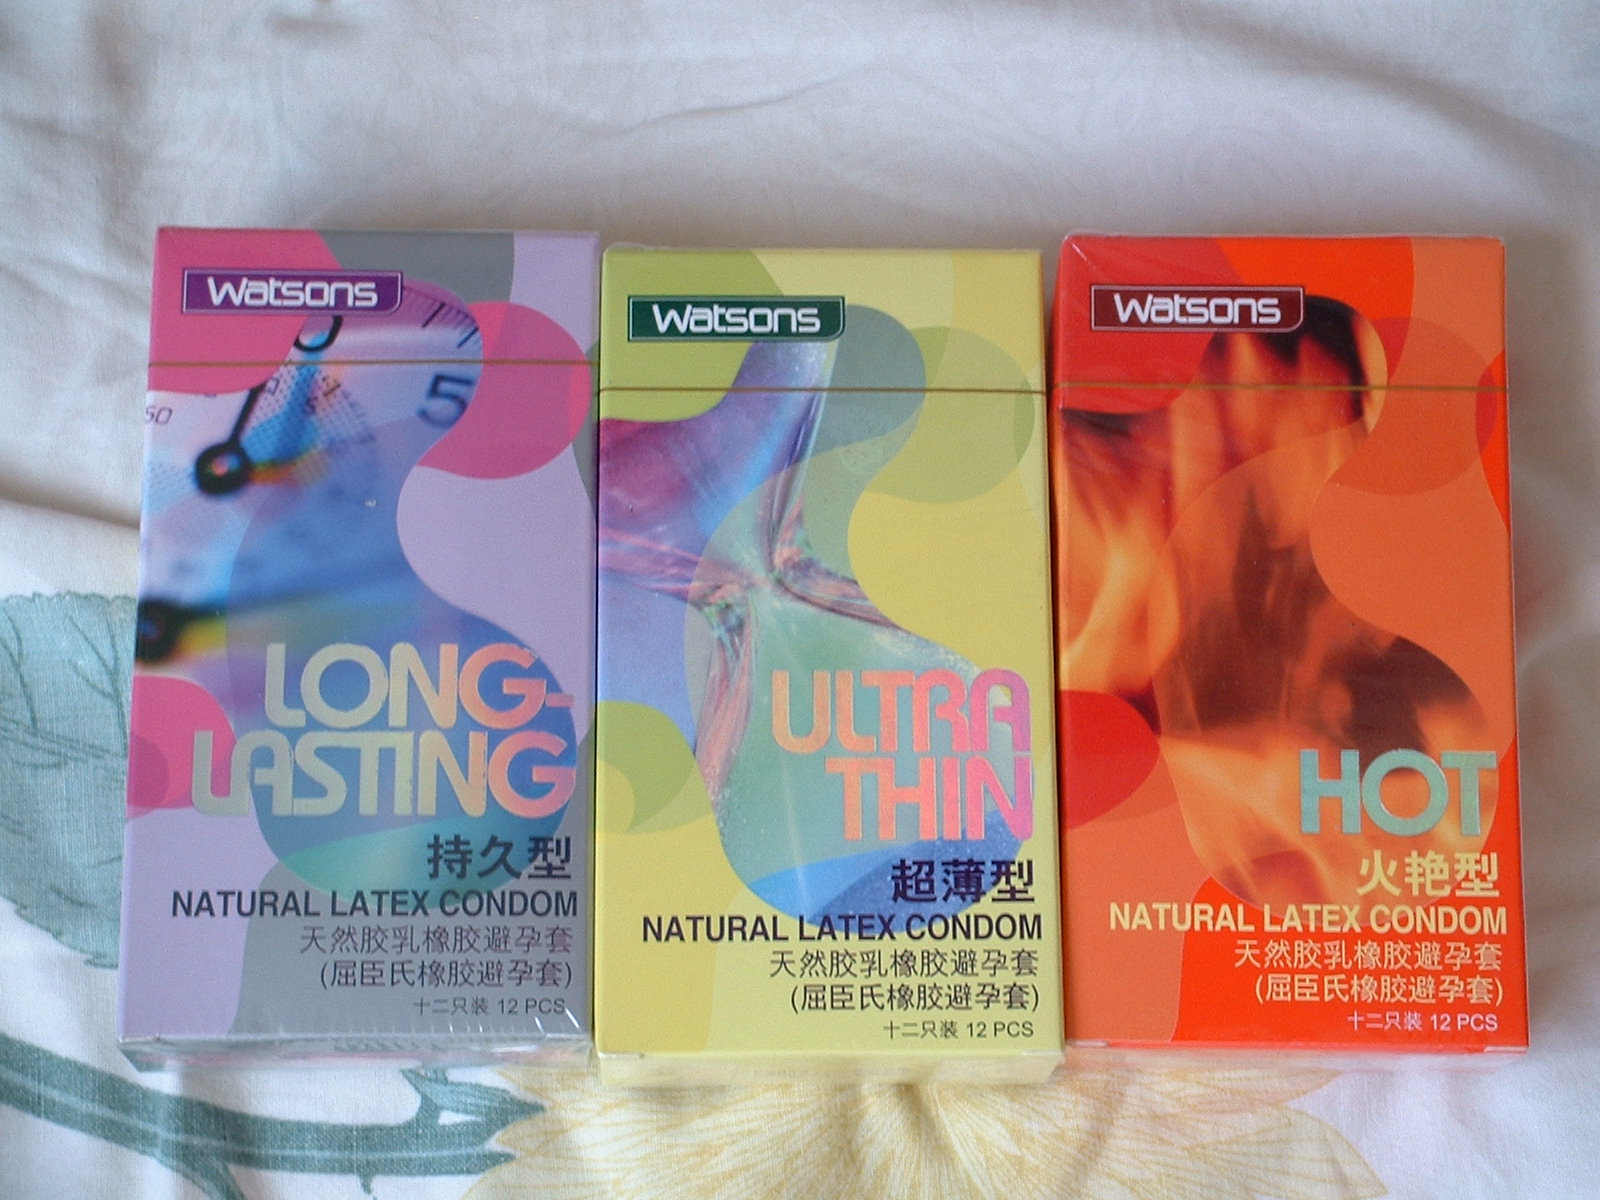 Watsons
50
5
LONG-
LASTING
持久型
NATURAL LATEX CONDOM
天然胶乳橡胶避孕套
(屈臣氏橡胶避孕套)
十二只装 12 PCS
Watsons
ULTRA
THIN
超薄型
NATURAL LATEX CONDOM
天然胶乳橡胶避孕套
(屈臣氏橡胶避孕套)
十二只装 12 PCS
Watsons
HOT
火艳型
NATURAL LATEX CONDOM
天然胶乳橡胶避孕套
(屈臣氏橡胶避孕套)
十二只装 12 PCS